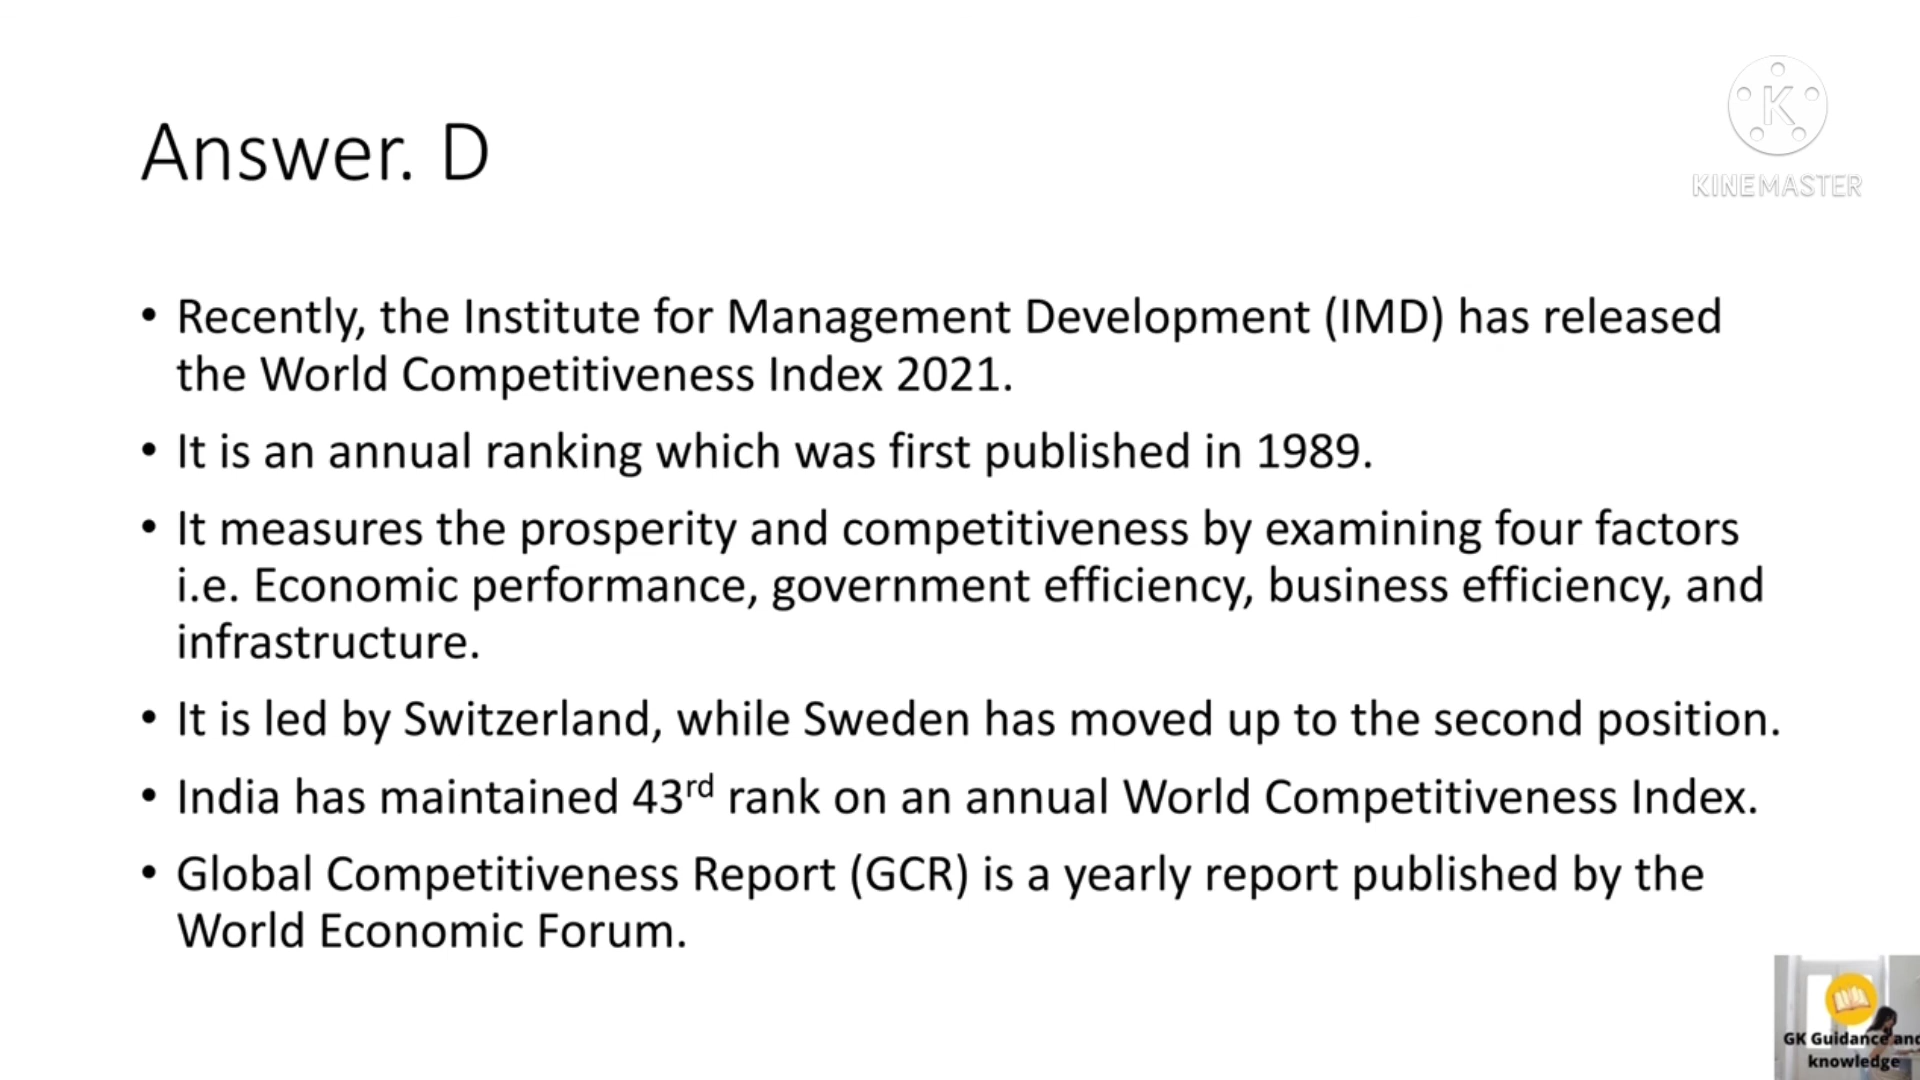 Answer. D
K
KINEMASTER
• Recently, the Institute for Management Development (IMD) has released
the World Competitiveness Index 2021.
• It is an annual ranking which was first published in 1989.
• It measures the prosperity and competitiveness by examining four factors
i.e. Economic performance, government efficiency, business efficiency, and
infrastructure.
• It is led by Switzerland, while Sweden has moved up to the second position.
• India has maintained 43rd rank on an annual World Competitiveness Index.
• Global Competitiveness Report (GCR) is a yearly report published by the
World Economic Forum.
GK Guidance and
knowledge